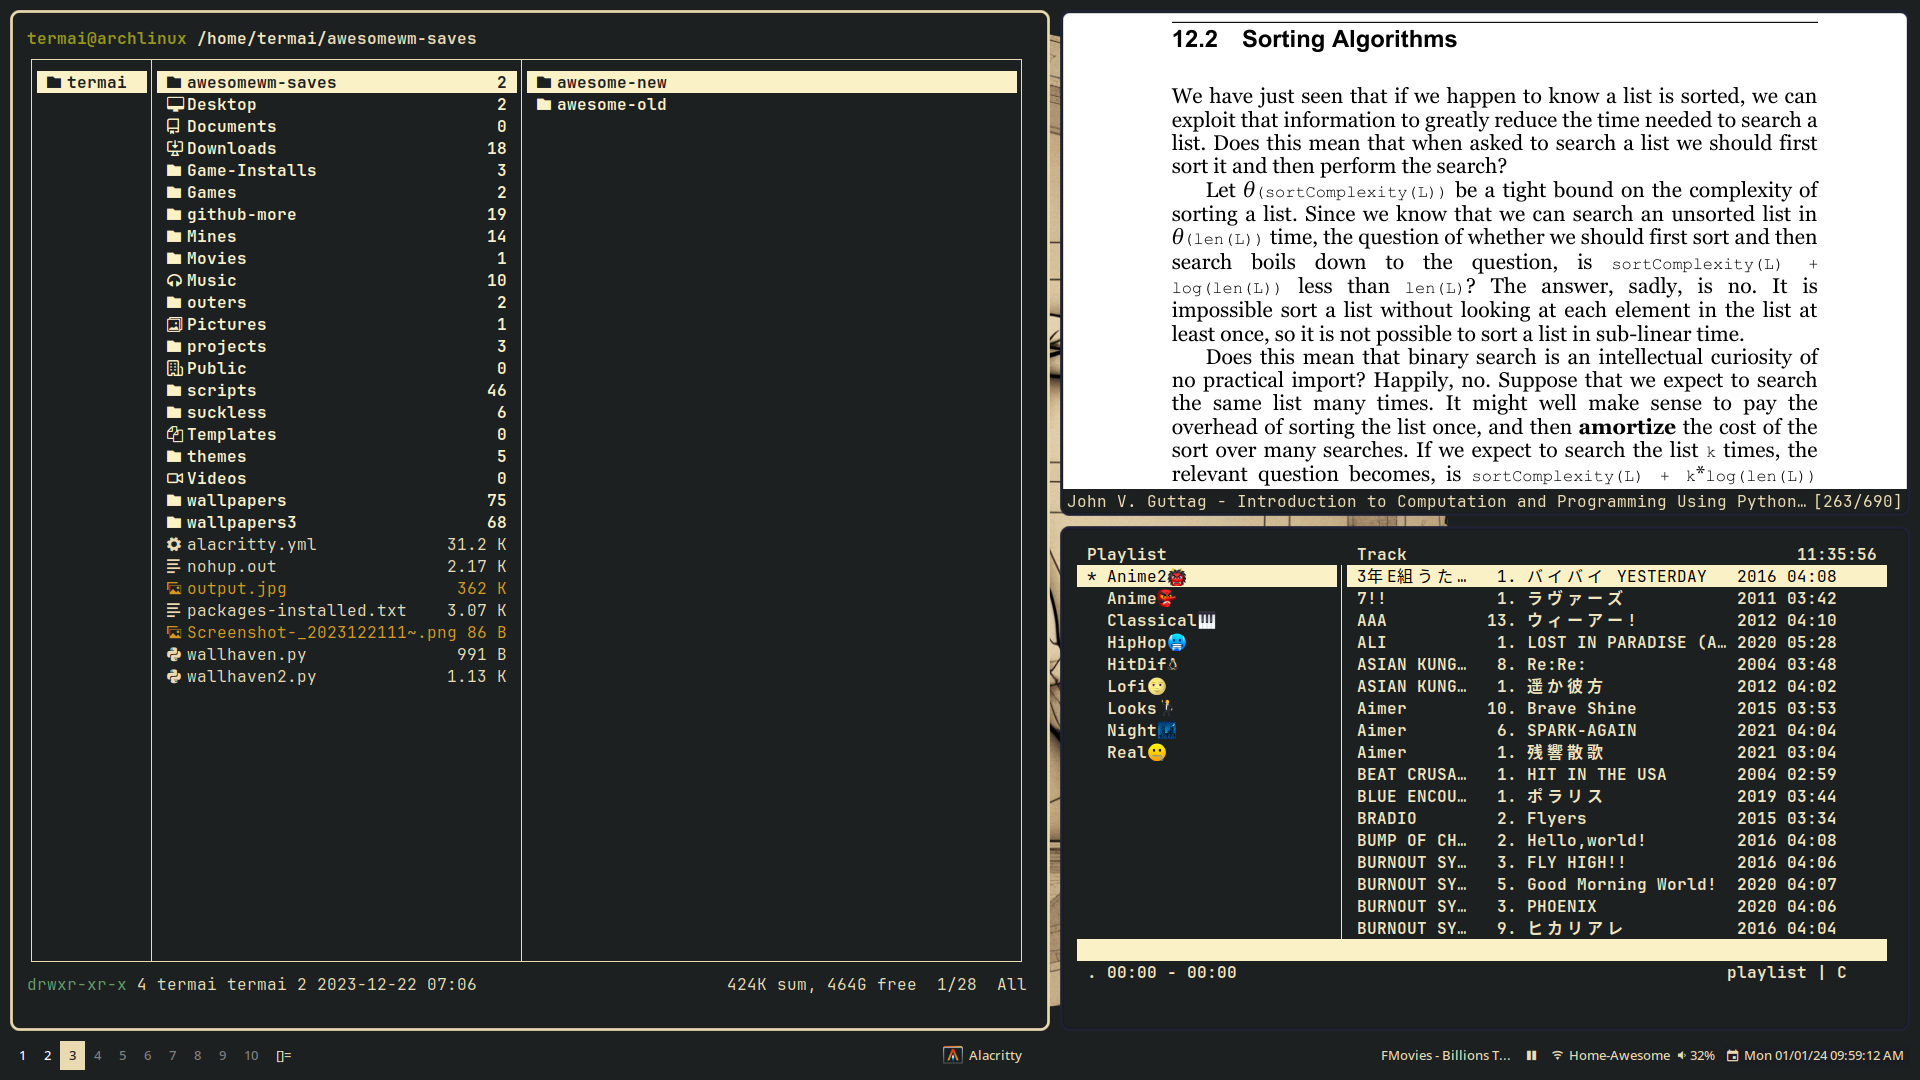 termai@archlinux /home/termai/awesomewm-saves
termai
awesomewm-saves 2
Desktop 2
Documents 0
Downloads 18
Game-Installs 3
Games 2
github-more 19
Mines 14
Movies 1
Music 10
outers 2
Pictures 1
projects 3
Public 0
scripts 46
suckless 6
Templates 0
themes 5
Videos 0
wallpapers 75
wallpapers3 68
alacritty.yml 31.2 K
nohup.out 2.17 K
output.jpg 362 K
packages-installed.txt 3.07 K
Screenshot-_2023122111~.png 86 B
wallhaven.py 991 B
wallhaven2.py 1.13 K
awesome-new
awesome-old
drwxr-xr-x 4 termai termai 2 2023-12-22 07:06 424K sum, 464G free 1/28 All
12.2 Sorting Algorithms
We have just seen that if we happen to know a list is sorted, we can
exploit that information to greatly reduce the time needed to search a
list. Does this mean that when asked to search a list we should first
sort it and then perform the search?
Let θ(sortComplexity(L)) be a tight bound on the complexity of
sorting a list. Since we know that we can search an unsorted list in
θ(len(L)) time, the question of whether we should first sort and then
search boils down to the question, is sortComplexity(L) +
log(len(L)) less than len(L)? The answer, sadly, is no. It is
impossible sort a list without looking at each element in the list at
least once, so it is not possible to sort a list in sub-linear time.
Does this mean that binary search is an intellectual curiosity of
no practical import? Happily, no. Suppose that we expect to search
the same list many times. It might well make sense to pay the
overhead of sorting the list once, and then amortize the cost of the
sort over many searches. If we expect to search the list k times, the
relevant question becomes, is sortComplexity(L) + k*log(len(L))
John V. Guttag - Introduction to Computation and Programming Using Python… [263/690]
Playlist
* Anime2👹
Anime👺
Classical🎹
HipHop🥶
HitDif
Lofi🌝
Looks
Night🌃
Real🤐
Track 11:35:56
3年E組うた… 1. バイバイ YESTERDAY 2016 04:08
7!! 1. ラヴァーズ 2011 03:42
AAA 13. ウィーアー! 2012 04:10
ALI 1. LOST IN PARADISE (A… 2020 05:28
ASIAN KUNG… 8. Re:Re: 2004 03:48
ASIAN KUNG… 1. 遥か彼方 2012 04:02
Aimer 10. Brave Shine 2015 03:53
Aimer 6. SPARK-AGAIN 2021 04:04
Aimer 1. 残響散歌 2021 03:04
BEAT CRUSA… 1. HIT IN THE USA 2004 02:59
BLUE ENCOU… 1. ポラリス 2019 03:44
BRADIO 2. Flyers 2015 03:34
BUMP OF CH… 2. Hello,world! 2016 04:08
BURNOUT SY… 3. FLY HIGH!! 2016 04:06
BURNOUT SY… 5. Good Morning World! 2020 04:07
BURNOUT SY… 3. PHOENIX 2020 04:06
BURNOUT SY… 9. ヒカリアレ 2016 04:04
. 00:00 - 00:00 playlist | C
1 2 3 4 5 6 7 8 9 10 []= Alacritty FMovies - Billions T... Home-Awesome 32% Mon 01/01/24 09:59:12 AM